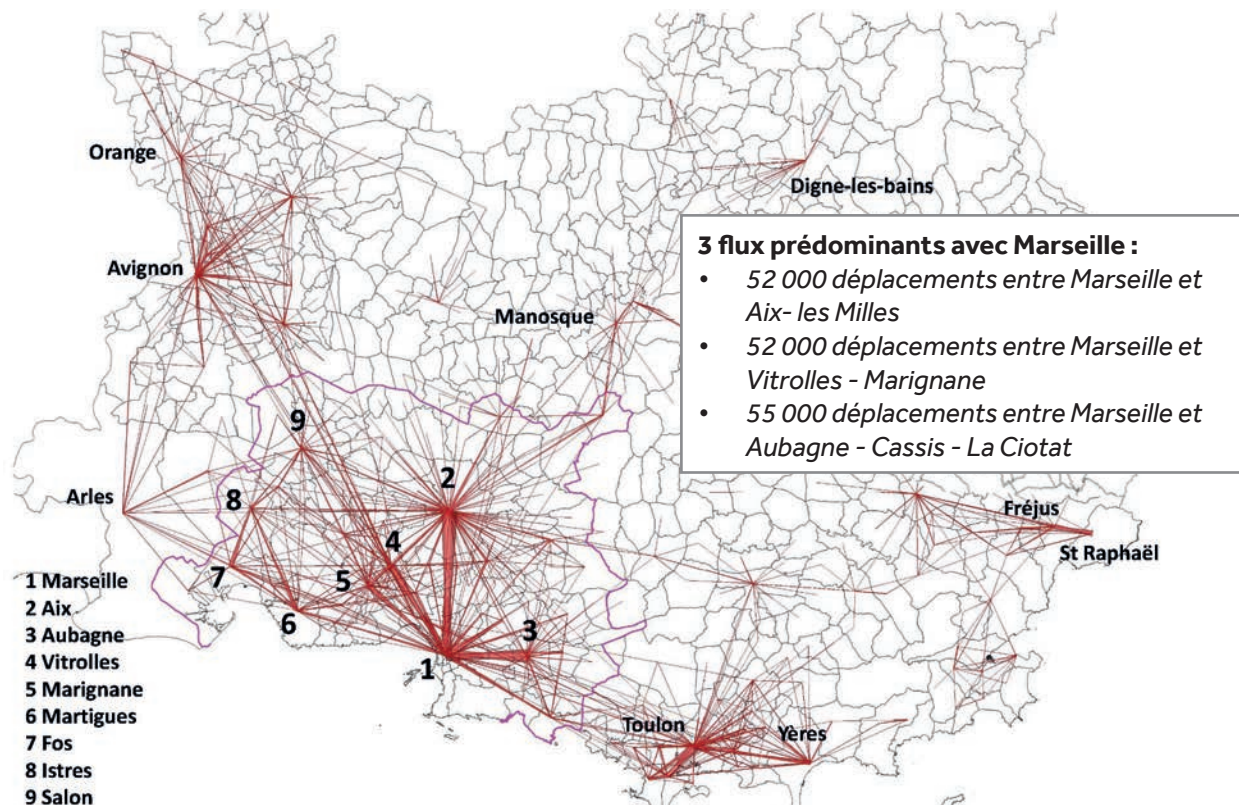 Orange
Digne-les-bains
3 flux prédominants avec Marseille :
• 52 000 déplacements entre Marseille et
Aix- les Milles
• 52 000 déplacements entre Marseille et
Vitrolles - Marignane
• 55 000 déplacements entre Marseille et
Aubagne - Cassis - La Ciotat
Avignon
Manosque
9
2
Arles
8
Fréjus
St Raphaël
4
7
5
6
3
1
1 Marseille
2 Aix
3 Aubagne
4 Vitrolles
5 Marignane
6 Martigues
7 Fos
8 Istres
9 Salon
Toulon
Yères